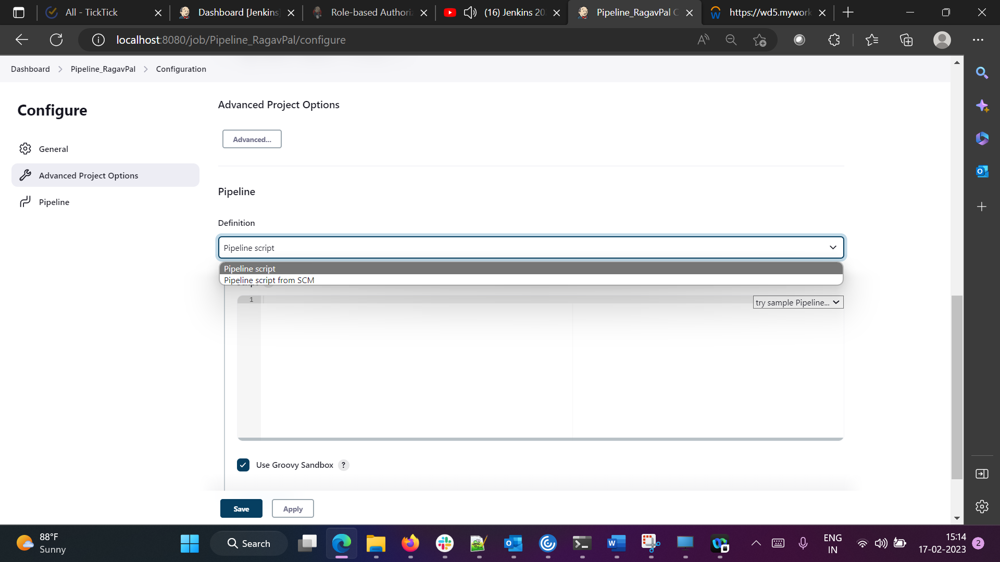 All - TickTick
Dashboard [Jenkins]
Role-based Authoriz
(16) Jenkins 20
Pipeline_RagavPal C
https://wd5.mywork
localhost:8080/job/Pipeline_RagavPal/configure
Dashboard
Pipeline_RagavPal
Configuration
Configure
General
Advanced Project Options
Pipeline
Advanced Project Options
Advanced...
Pipeline
Definition
Pipeline script
Pipeline script
Pipeline script from SCM
1
try sample Pipeline...
Use Groovy Sandbox ?
Save
Apply
88°F
Sunny
Search
ENG
IN
15:14
17-02-2023
2